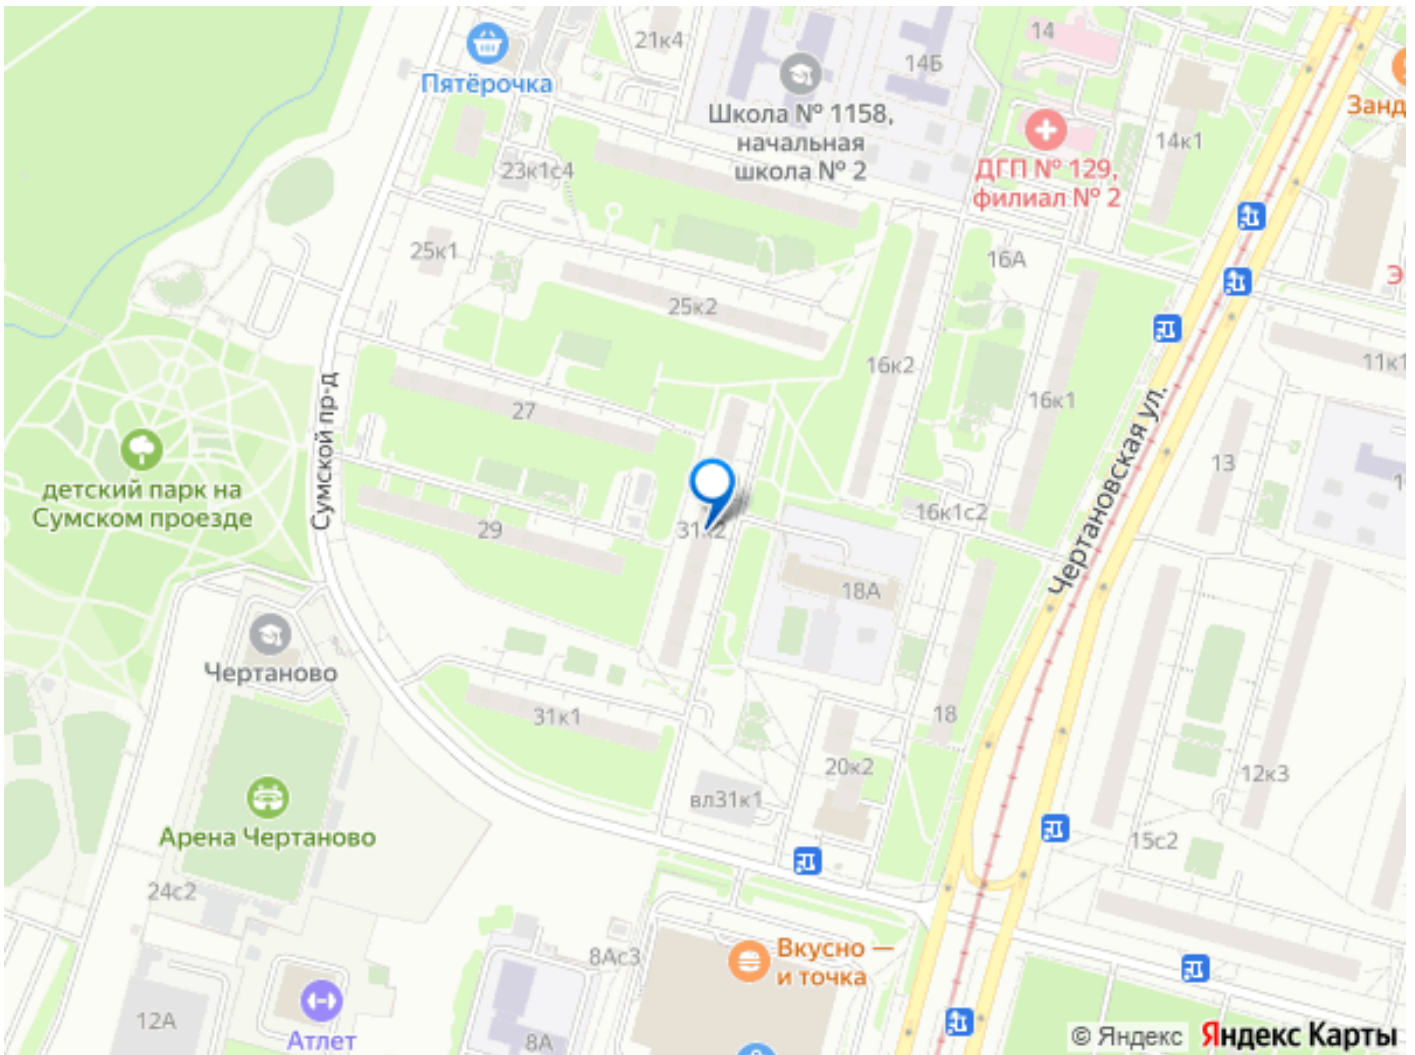 21к4
14
14Б
Пятёрочка
Занд
Школа № 1158,
начальная
школа № 2
14к1
23к1с4
ДГП № 129,
филиал № 2
25к1
16А
Э
25к2
16к2
11к1
16к1
27
Сумской пр-д
Чертановская ул.
13
детский парк на
Сумском проезде
29
31к2
16к1с2
18А
Чертаново
31к1
18
20к2
12к3
вл31к1
Арена Чертаново
15с2
24с2
8Ас3
Вкусно —
и точка
12А
Атлет
8А
© Яндекс Яндекс Карты